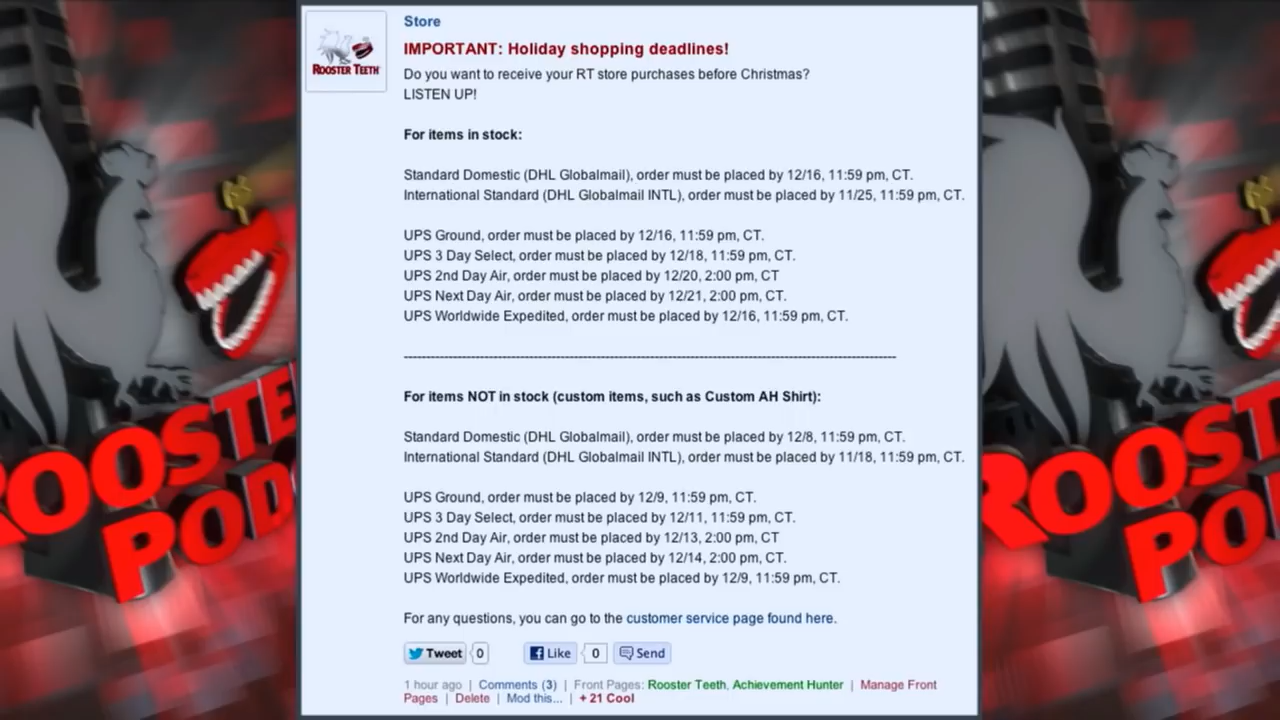 Store
IMPORTANT: Holiday shopping deadlines!
Do you want to receive your RT store purchases before Christmas?
LISTEN UP!
For items in stock:
Standard Domestic (DHL Globalmail), order must be placed by 12/16, 11:59 pm, CT.
International Standard (DHL Globalmail INTL), order must be placed by 11/25, 11:59 pm, CT.
UPS Ground, order must be placed by 12/16, 11:59 pm, CT.
UPS 3 Day Select, order must be placed by 12/18, 11:59 pm, CT.
UPS 2nd Day Air, order must be placed by 12/20, 2:00 pm, CT
UPS Next Day Air, order must be placed by 12/21, 2:00 pm, CT.
UPS Worldwide Expedited, order must be placed by 12/16, 11:59 pm, CT.
For items NOT in stock (custom items, such as Custom AH Shirt):
Standard Domestic (DHL Globalmail), order must be placed by 12/8, 11:59 pm, CT.
International Standard (DHL Globalmail INTL), order must be placed by 11/18, 11:59 pm, CT.
UPS Ground, order must be placed by 12/9, 11:59 pm, CT.
UPS 3 Day Select, order must be placed by 12/11, 11:59 pm, CT.
UPS 2nd Day Air, order must be placed by 12/13, 2:00 pm, CT
UPS Next Day Air, order must be placed by 12/14, 2:00 pm, CT.
UPS Worldwide Expedited, order must be placed by 12/9, 11:59 pm, CT.
For any questions, you can go to the customer service page found here.
Tweet 0 Like 0 Send
1 hour ago | Comments (3) | Front Pages: Rooster Teeth, Achievement Hunter | Manage Front
Pages | Delete | Mod this... | + 21 Cool
ROOSTER TEETH
ROOSTE
POD
ROOST
PO